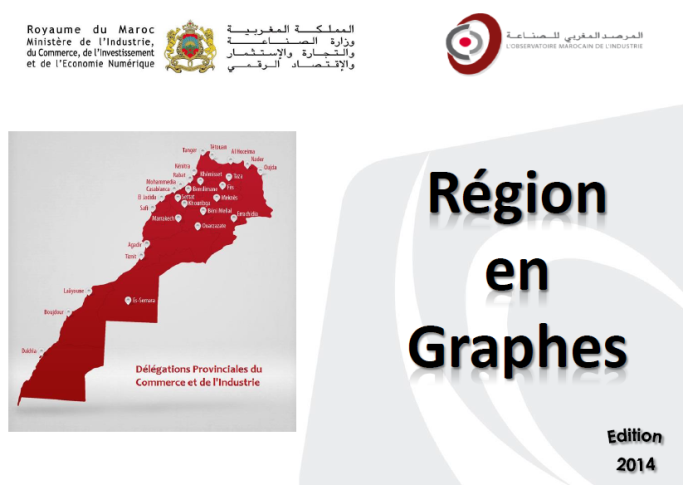 Royaume du Maroc
Ministère de l'Industrie,
du Commerce, de l'Investissement
et de l'Economie Numérique
المملكة المغربية
وزارة الصناعة
والتجارة والإستثمار
والإقتصاد الرقمي
المرصد المغربي للصناعة
L'OBSERVATOIRE MAROCAIN DE L'INDUSTRIE
Région
en
Graphes
Tanger
Tétouan
Al Hoceima
Nador
Oujda
Kénitra
Rabat
Khémisset
Taza
Mohammedia
Casablanca
Benslimane
Fès
El Jadida
Settat
Meknès
Safi
Khouribga
Béni Mellal
Errachidia
Marrakech
Ouarzazate
Agadir
Tiznit
Laâyoune
Es-Semara
Boujdour
Dakhla
Délégations Provinciales du
Commerce et de l'Industrie
Edition
2014